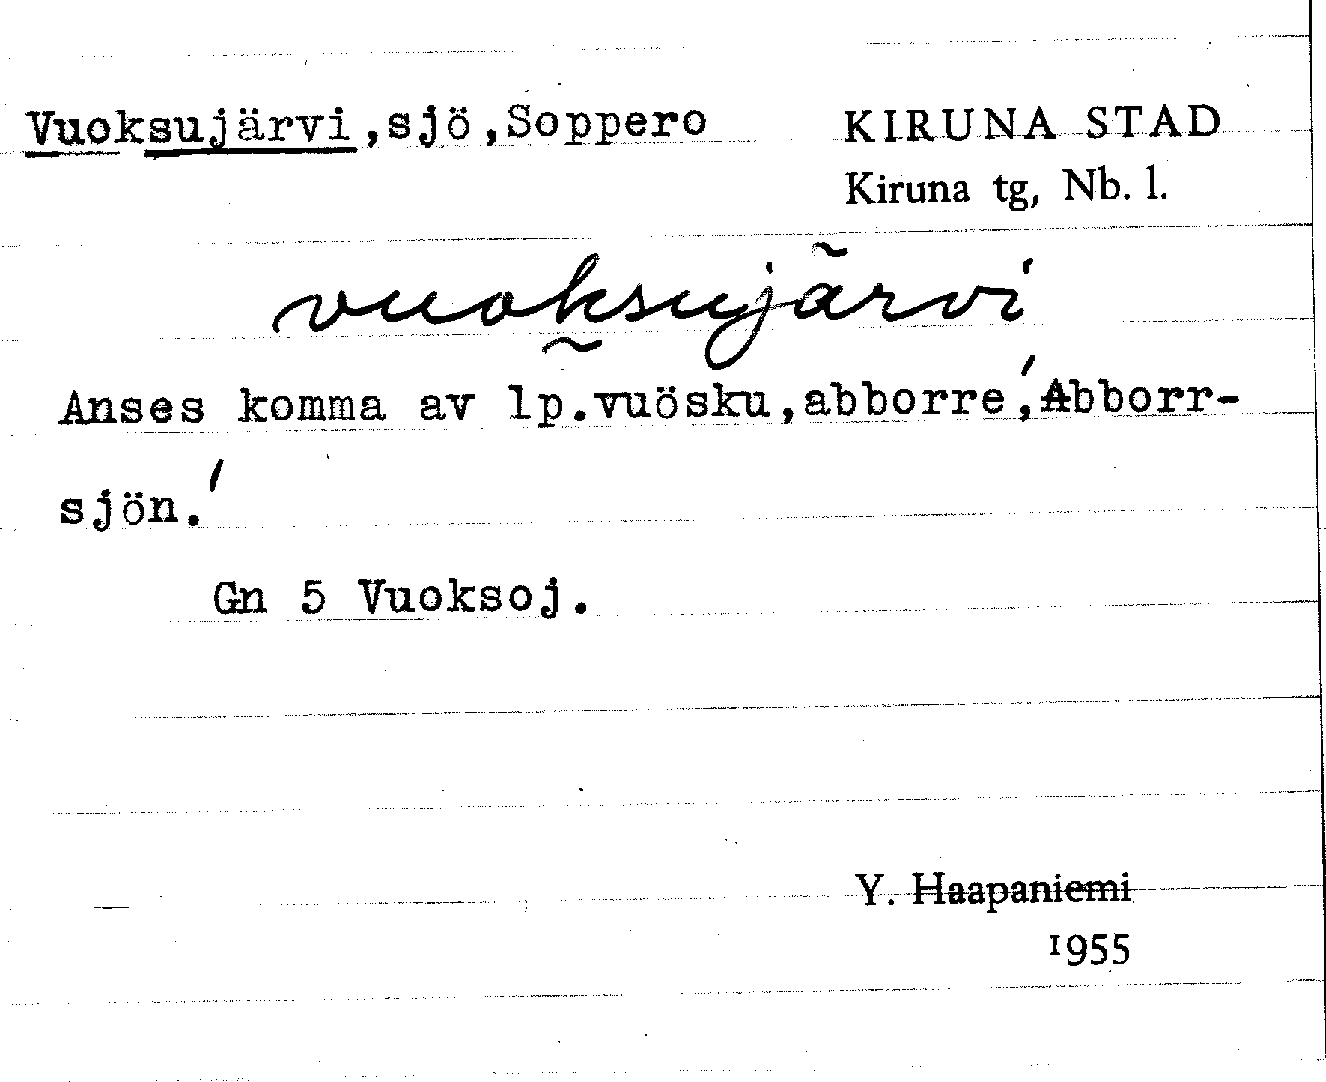 Vuoksujärvi,sjö,Soppero
KIRUNA STAD
Kiruna tg, Nb. l.
vuoksujärvi
Anses komma av lp.vuösku,abborre,'Abborr-
sjön.'
Gn 5 Vuoksoj.
Y. Haapaniemi
1955